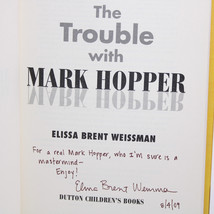 The
Trouble
with
MARK HOPPER
MARK HOPPER
ELISSA BRENT WEISSMAN
For a real Mark Hopper, who I'm sure is a
mastermind—
Enjoy!
Elissa Brent Weissman
DUTTON CHILDREN'S BOOKS
8/4/09